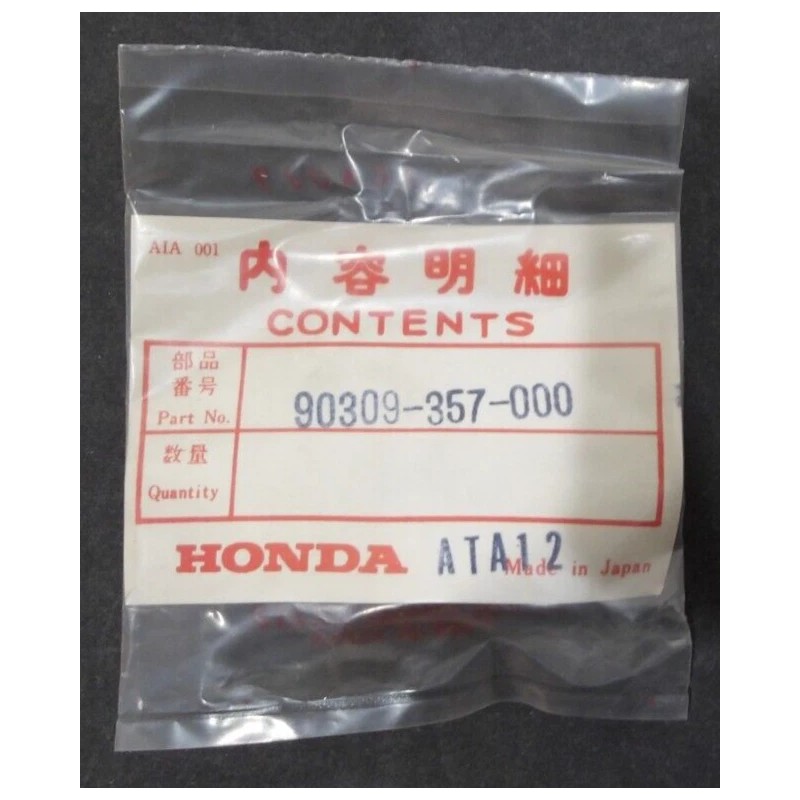 AIA 001
内容明細
CONTENTS
部品
番号
Part No.
90309-357-000
数量
Quantity
HONDA
ATA12
Made in Japan